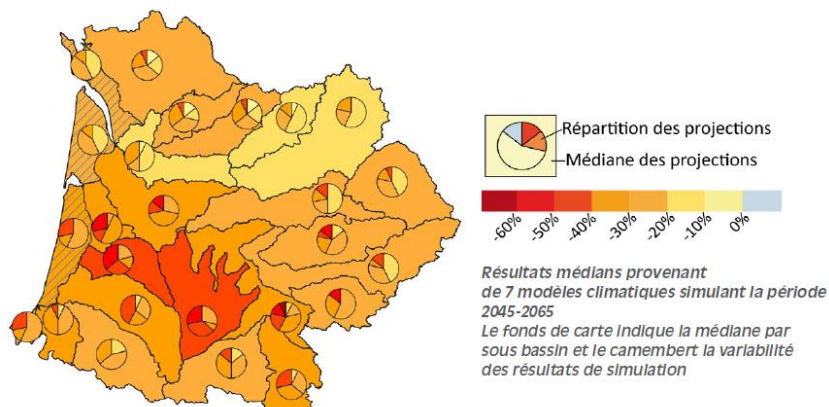 Répartition des projections
Médiane des projections
-60%
-50%
-40%
-30%
-20%
-10%
0%
Résultats médians provenant
de 7 modèles climatiques simulant la période
2045-2065
Le fonds de carte indique la médiane par
sous bassin et le camembert la variabilité
des résultats de simulation